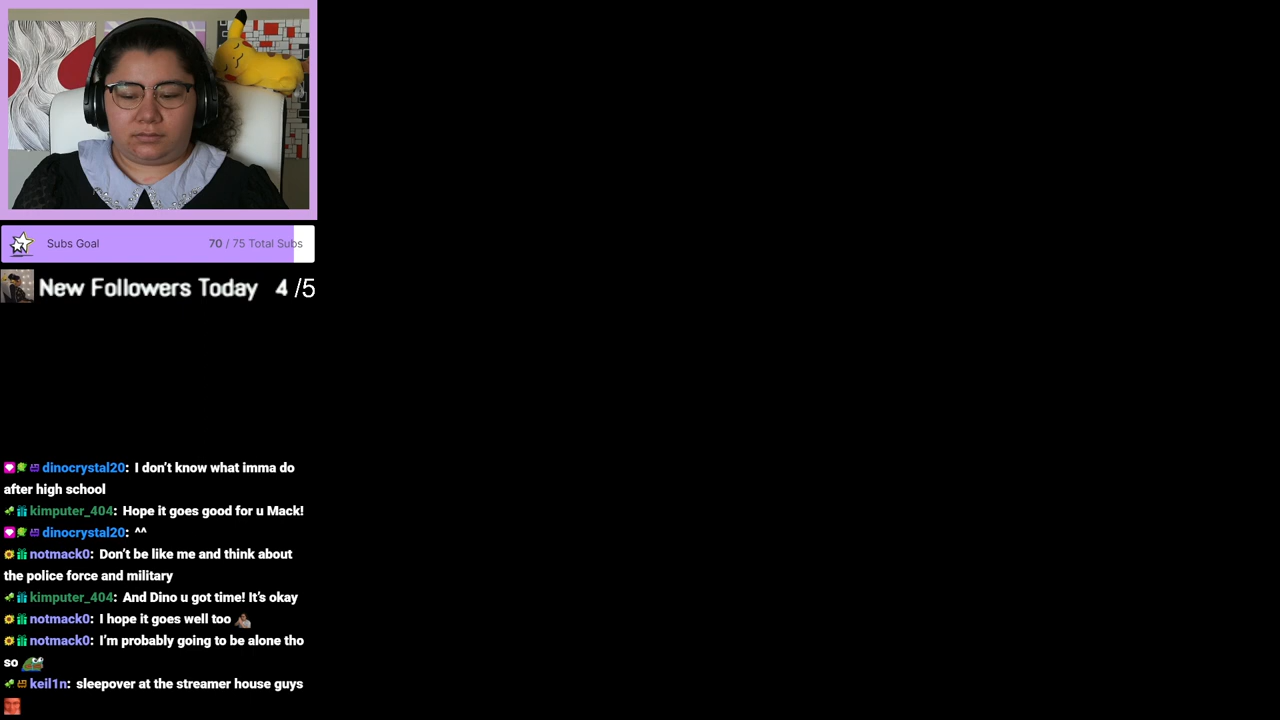 Subs Goal 70 / 75 Total Subs
New Followers Today 4 /5
dinocrystal20: I don't know what imma do
after high school
kimputer_404: Hope it goes good for u Mack!
dinocrystal20: ^^
notmack0: Don't be like me and think about
the police force and military
kimputer_404: And Dino u got time! It's okay
notmack0: I hope it goes well too
notmack0: I'm probably going to be alone tho
so
keil1n: sleepover at the streamer house guys